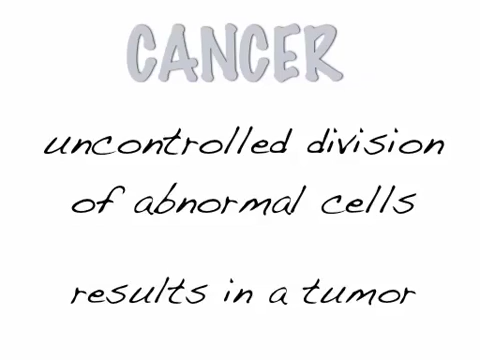 CANCER
uncontrolled division
of abnormal cells
results in a tumor